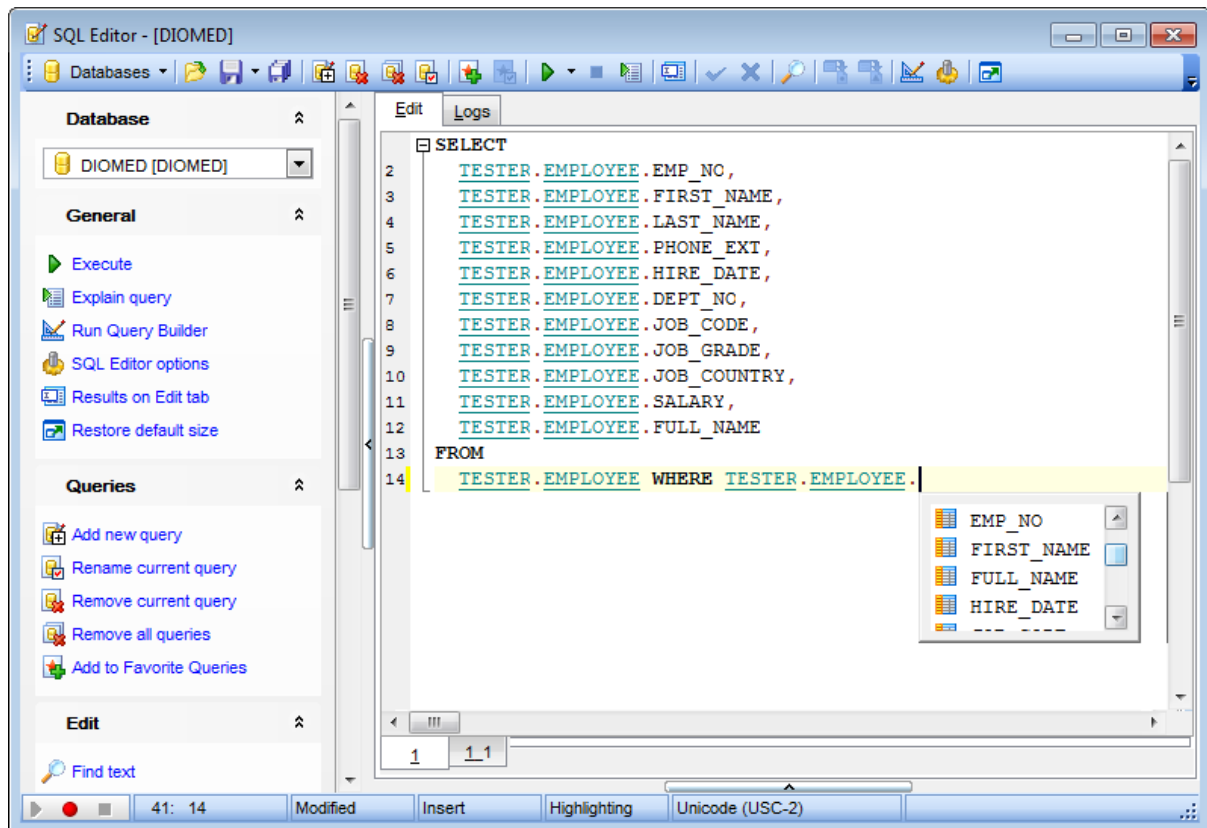 SQL Editor - [DIOMED]
Databases
Database
DIOMED [DIOMED]
General
Execute
Explain query
Run Query Builder
SQL Editor options
Results on Edit tab
Restore default size
Queries
Add new query
Rename current query
Remove current query
Remove all queries
Add to Favorite Queries
Edit
Find text
Edit Logs
SELECT
2 TESTER.EMPLOYEE.EMP_NO,
3 TESTER.EMPLOYEE.FIRST_NAME,
4 TESTER.EMPLOYEE.LAST_NAME,
5 TESTER.EMPLOYEE.PHONE_EXT,
6 TESTER.EMPLOYEE.HIRE_DATE,
7 TESTER.EMPLOYEE.DEPT_NO,
8 TESTER.EMPLOYEE.JOB_CODE,
9 TESTER.EMPLOYEE.JOB_GRADE,
10 TESTER.EMPLOYEE.JOB_COUNTRY,
11 TESTER.EMPLOYEE.SALARY,
12 TESTER.EMPLOYEE.FULL_NAME
13 FROM
14 TESTER.EMPLOYEE WHERE TESTER.EMPLOYEE.
EMP_NO
FIRST_NAME
FULL_NAME
HIRE_DATE
1 1_1
41: 14 Modified Insert Highlighting Unicode (USC-2)